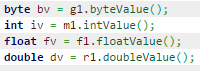 byte bv = g1.byteValue();
int iv = m1.intValue();
float fv = f1.floatValue();
double dv = r1.doubleValue();